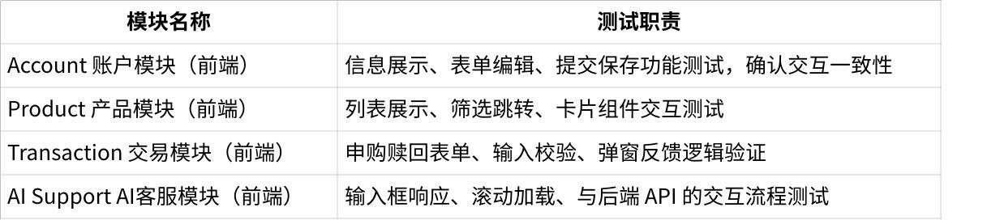 模块名称 测试职责
Account 账户模块（前端） 信息展示、表单编辑、提交保存功能测试，确认交互一致性
Product 产品模块（前端） 列表展示、筛选跳转、卡片组件交互测试
Transaction 交易模块（前端） 申购赎回表单、输入校验、弹窗反馈逻辑验证
AI Support AI客服模块（前端） 输入框响应、滚动加载、与后端 API 的交互流程测试